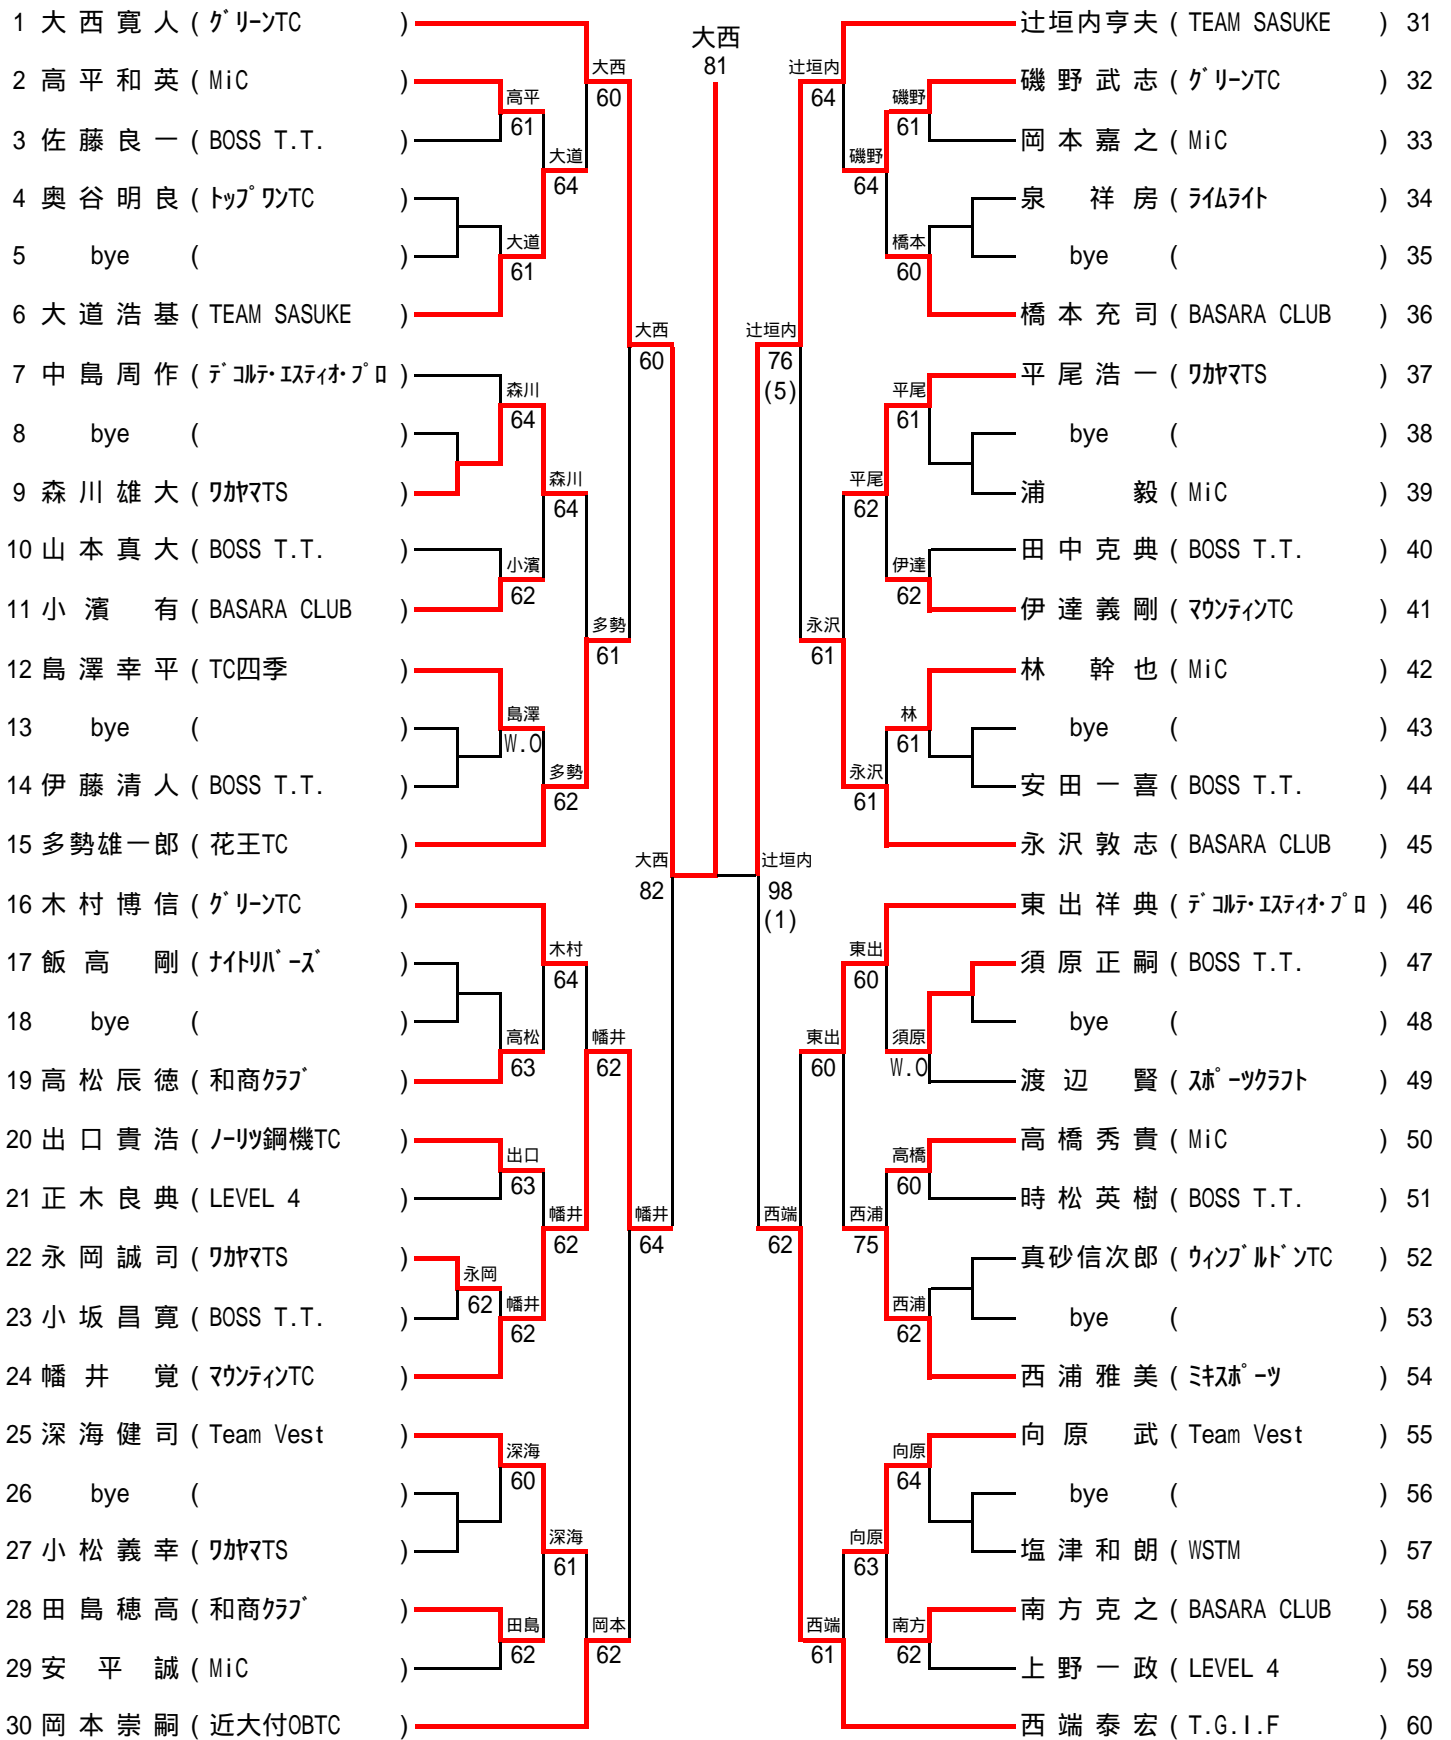 1 大西寛人 ( グリーンTC )
2 高平和英 ( MiC )
3 佐藤良一 ( BOSS T.T. )
4 奥谷明良 ( トップワンTC )
5 bye ( )
6 大道浩基 ( TEAM SASUKE )
7 中島周作 ( デコルテ・エスティオ・プロ )
8 bye ( )
9 森川雄大 ( ワカヤマTS )
10 山本真大 ( BOSS T.T. )
11 小濱 有 ( BASARA CLUB )
12 島澤幸平 ( TC四季 )
13 bye ( )
14 伊藤清人 ( BOSS T.T. )
15 多勢雄一郎 ( 花王TC )
16 木村博信 ( グリーンTC )
17 飯高 剛 ( ナイトリバーズ )
18 bye ( )
19 高松辰徳 ( 和商クラブ )
20 出口貴浩 ( ノーリツ鋼機TC )
21 正木良典 ( LEVEL 4 )
22 永岡誠司 ( ワカヤマTS )
23 小坂昌寛 ( BOSS T.T. )
24 幡井 覚 ( マウンティンTC )
25 深海健司 ( Team Vest )
26 bye ( )
27 小松義幸 ( ワカヤマTS )
28 田島穂高 ( 和商クラブ )
29 安平 誠 ( MiC )
30 岡本崇嗣 ( 近大付OBTC )
高平
61
大道
61
森川
64
小濱
62
島澤
W.O
高松
63
出口
63
永岡
62
幡井
62
深海
60
田島
62
大道
64
森川
64
多勢
62
木村
64
幡井
62
深海
61
大西
60
多勢
61
幡井
62
岡本
62
大西
60
幡井
64
大西
82
大西
81
辻垣内
98
(1)
辻垣内
76
(5)
西端
62
辻垣内
64
永沢
61
東出
60
西端
61
磯野
64
平尾
62
永沢
61
東出
60
西浦
75
向原
63
磯野
61
橋本
60
平尾
61
伊達
62
林
61
須原
W.O
高橋
60
西浦
62
向原
64
南方
62
辻垣内亨夫 ( TEAM SASUKE ) 31
磯野武志 ( グリーンTC ) 32
岡本嘉之 ( MiC ) 33
泉 祥房 ( ライムライト ) 34
bye ( ) 35
橋本充司 ( BASARA CLUB ) 36
平尾浩一 ( ワカヤマTS ) 37
bye ( ) 38
浦 毅 ( MiC ) 39
田中克典 ( BOSS T.T. ) 40
伊達義剛 ( マウンティンTC ) 41
林 幹也 ( MiC ) 42
bye ( ) 43
安田一喜 ( BOSS T.T. ) 44
永沢敦志 ( BASARA CLUB ) 45
東出祥典 ( デコルテ・エスティオ・プロ ) 46
須原正嗣 ( BOSS T.T. ) 47
bye ( ) 48
渡辺 賢 ( スポーツクラフト ) 49
高橋秀貴 ( MiC ) 50
時松英樹 ( BOSS T.T. ) 51
真砂信次郎 ( ウィンブルドンTC ) 52
bye ( ) 53
西浦雅美 ( ミキスポーツ ) 54
向原 武 ( Team Vest ) 55
bye ( ) 56
塩津和朗 ( WSTM ) 57
南方克之 ( BASARA CLUB ) 58
上野一政 ( LEVEL 4 ) 59
西端泰宏 ( T.G.I.F ) 60